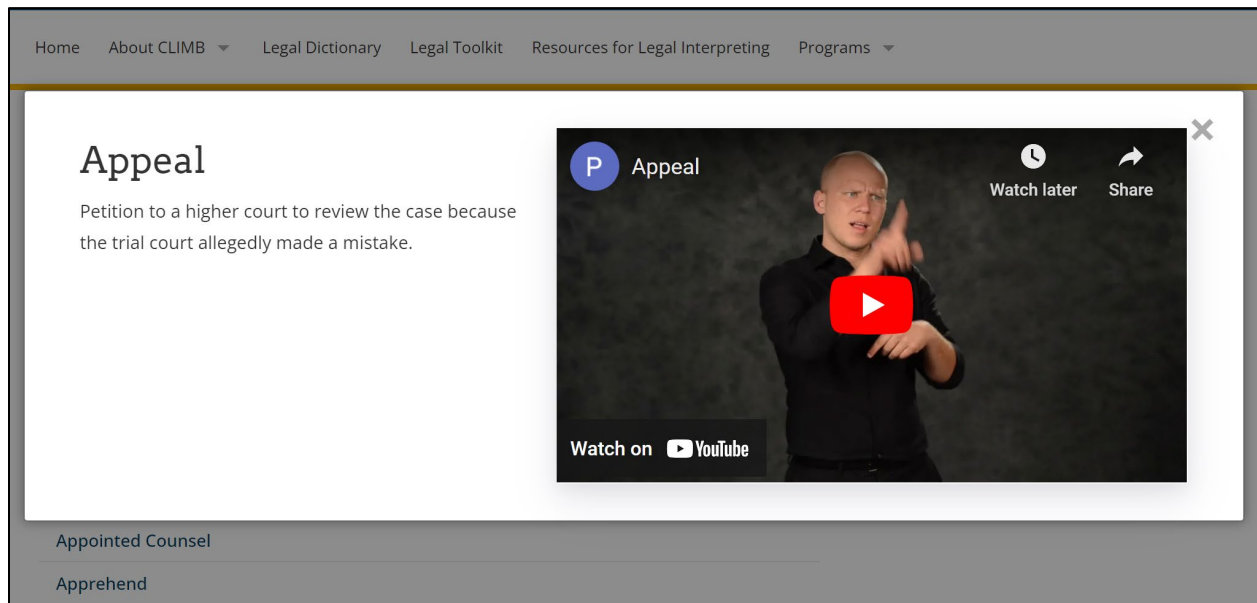 Home About CLIMB Legal Dictionary Legal Toolkit Resources for Legal Interpreting Programs
Appeal
Petition to a higher court to review the case because
the trial court allegedly made a mistake.
P Appeal
Watch later Share
Watch on YouTube
Appointed Counsel
Apprehend